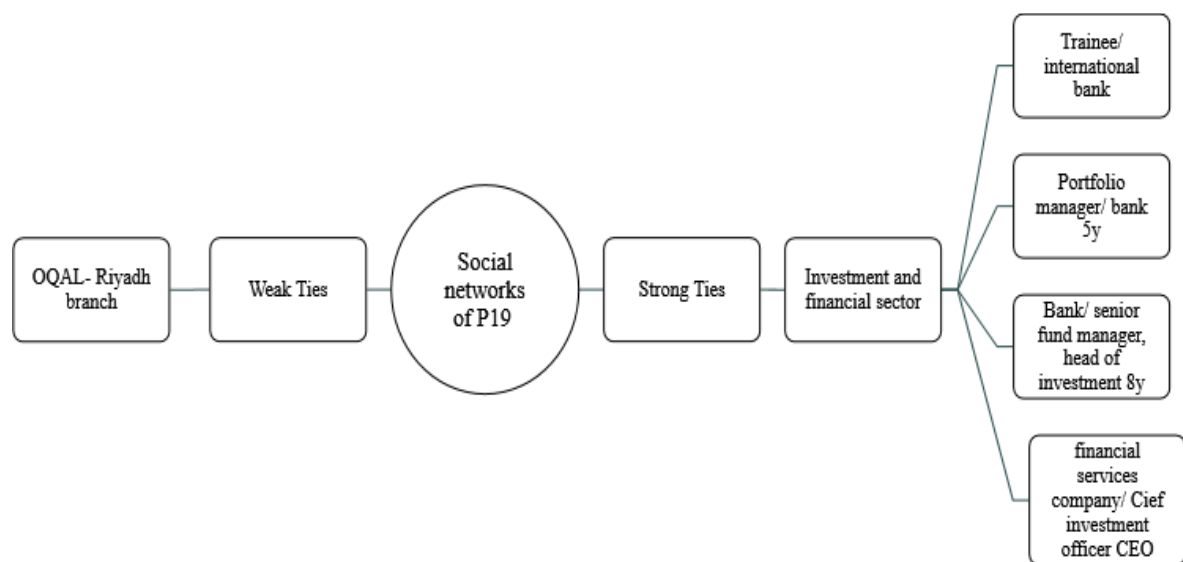 OQAL- Riyadh
branch
Weak Ties
Social
networks
of P19
Strong Ties
Investment and
financial sector
Trainee/
international
bank
Portfolio
manager/ bank
5y
Bank/ senior
fund manager,
head of
investment 8y
financial
services
company/ Cief
investment
officer CEO